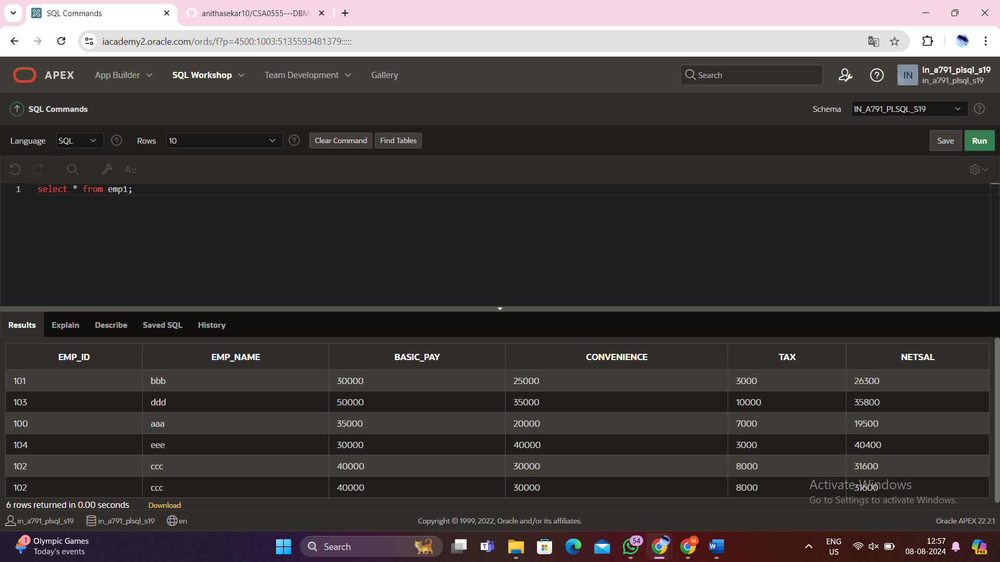 SQL Commands
anithasekar10/CSA0555---DBM
iacademy2.oracle.com/ords/f?p=4500:1003:5135593481379:::::
APEX App Builder SQL Workshop Team Development Gallery Search IN in_a791_plsql_s19
in_a791_plsql_s19
SQL Commands Schema IN_A791_PLSQL_S19
Language SQL Rows 10 Clear Command Find Tables Save Run
1 select * from emp1;
Results Explain Describe Saved SQL History
EMP_ID EMP_NAME BASIC_PAY CONVENIENCE TAX NETSAL
101 bbb 30000 25000 3000 26300
103 ddd 50000 35000 10000 35800
100 aaa 35000 20000 7000 19500
104 eee 30000 40000 3000 40400
102 ccc 40000 30000 8000 31600
102 ccc 40000 30000 8000 31600
Activate Windows
Go to Settings to activate Windows.
6 rows returned in 0.00 seconds Download
in_a791_plsql_s19 in_a791_plsql_s19 en Copyright © 1999, 2022, Oracle and/or its affiliates. Oracle APEX 22.2.1
1 Olympic Games
Today's events
Search
54
M
ENG
US
12:57
08-08-2024
PRE